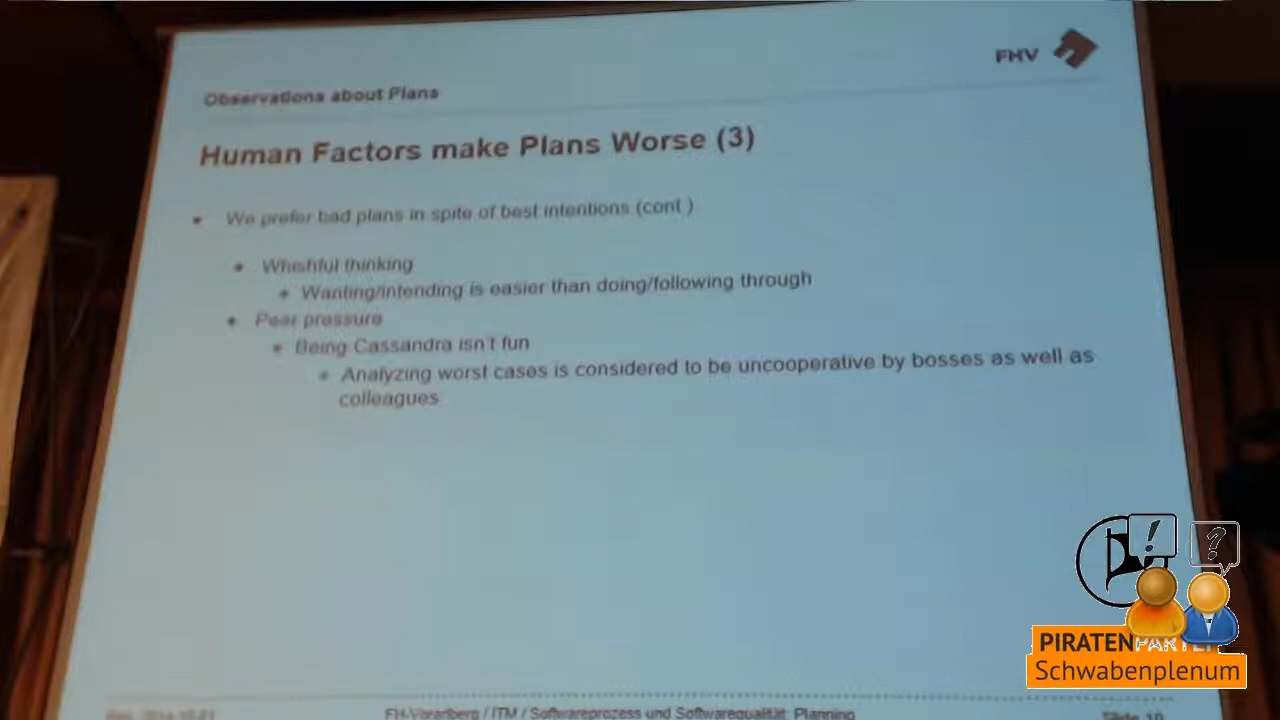 FHV
Observations about Plans
Human Factors make Plans Worse (3)
• We prefer bad plans in spite of best intentions (cont.)
• Whishful thinking
• Wanting/intending is easier than doing/following through
• Peer pressure
• Being Cassandra isn't fun
• Analyzing worst cases is considered to be uncooperative by bosses as well as
colleagues
! ?
PIRATENPARTEI
Schwabenplenum
FH-Vorarlberg / ITM / Softwareprozess und Softwarequalität: Planning